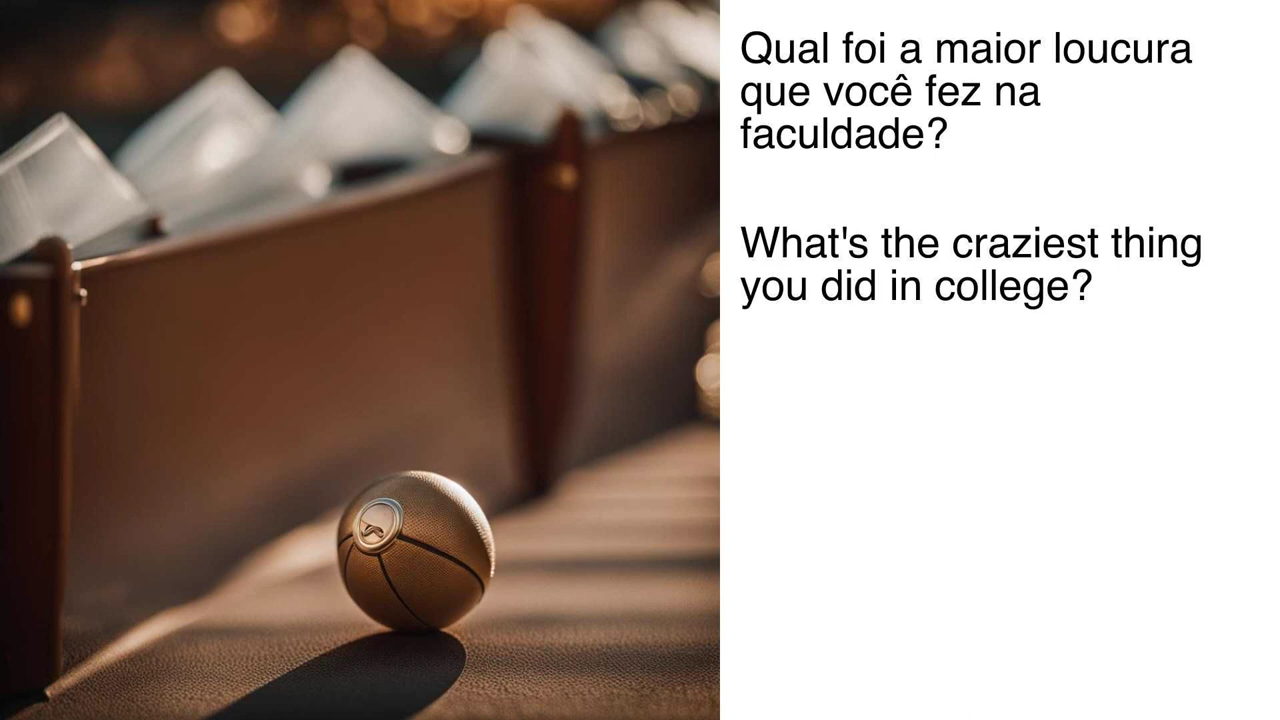 Qual foi a maior loucura
que você fez na
faculdade?
What's the craziest thing
you did in college?